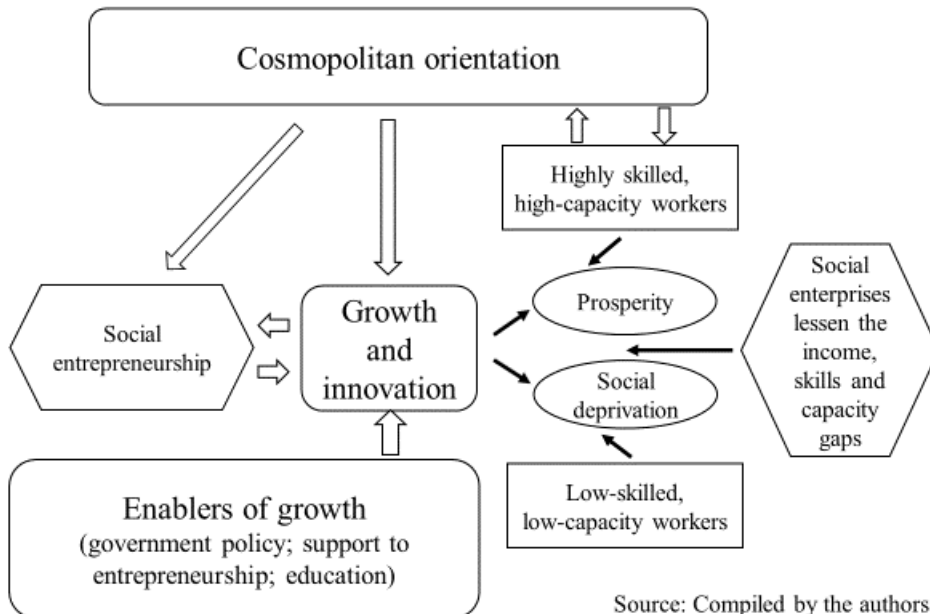 Cosmopolitan orientation
Highly skilled,
high-capacity workers
Social
entrepreneurship
Growth
and
innovation
Prosperity
Social
deprivation
Social
enterprises
lessen the
income,
skills and
capacity
gaps
Enablers of growth
(government policy; support to
entrepreneurship; education)
Low-skilled,
low-capacity workers
Source: Compiled by the authors